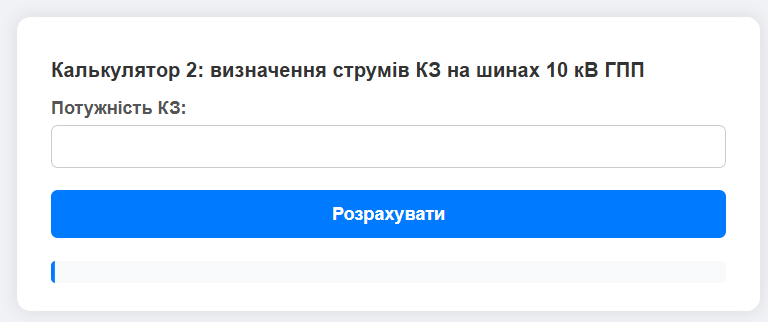 Калькулятор 2: визначення струмів КЗ на шинах 10 кВ ГПП
Потужність КЗ:
Розрахувати